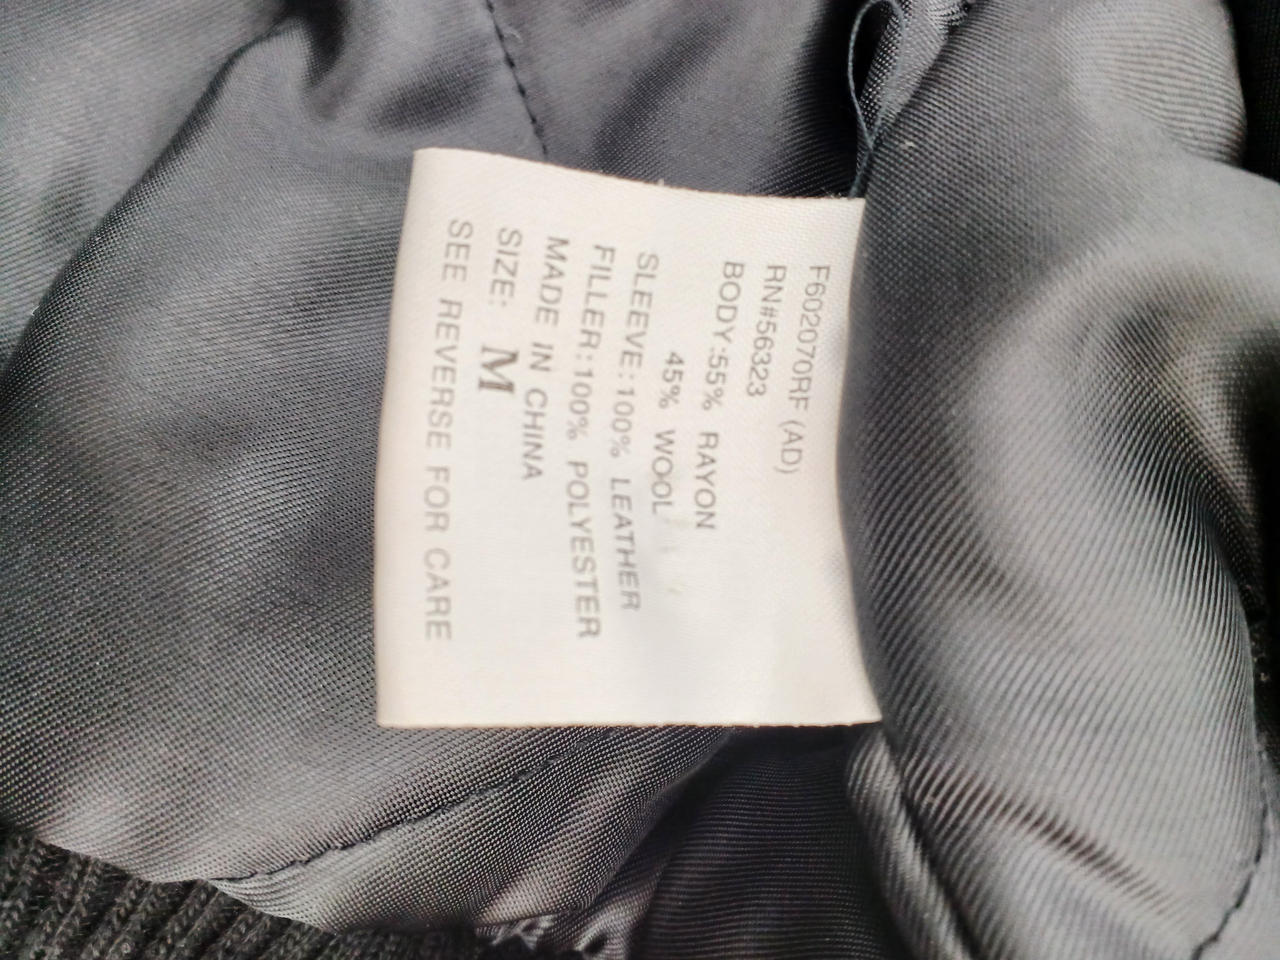 F602070RF (AD)
RN#56323
BODY:55% RAYON
45% WOOL
SLEEVE:100% LEATHER
FILLER:100% POLYESTER
MADE IN CHINA
SIZE: M
SEE REVERSE FOR CARE